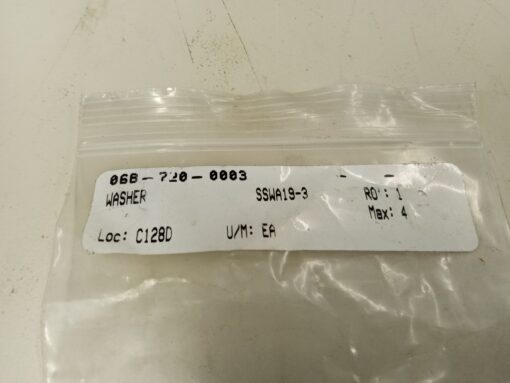 068-720-0003 - -
WASHER SSWA19-3 RO': 1
Max: 4
Loc: C128D U/M: EA